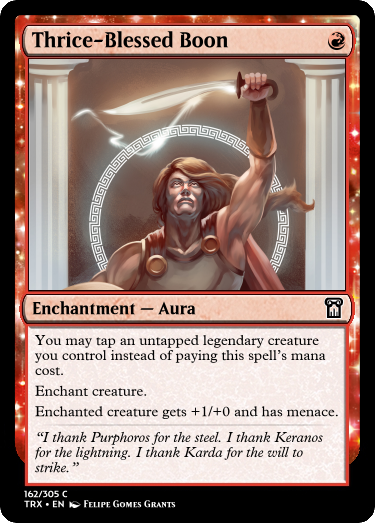 Thrice-Blessed Boon
Enchantment — Aura
You may tap an untapped legendary creature
you control instead of paying this spell's mana
cost.
Enchant creature.
Enchanted creature gets +1/+0 and has menace.
"I thank Purphoros for the steel. I thank Keranos
for the lightning. I thank Karda for the will to
strike."
162/305 C
TRX • EN Felipe Gomes Grants